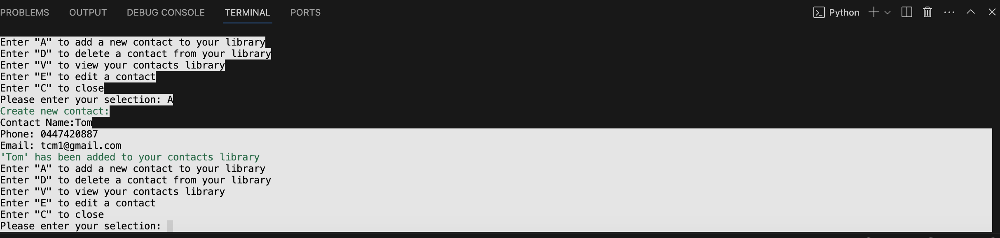 PROBLEMS OUTPUT DEBUG CONSOLE TERMINAL PORTS Python
Enter "A" to add a new contact to your library
Enter "D" to delete a contact from your library
Enter "V" to view your contacts library
Enter "E" to edit a contact
Enter "C" to close
Please enter your selection: A
Create new contact:
Contact Name:Tom
Phone: 0447420887
Email: tcm1@gmail.com
'Tom' has been added to your contacts library
Enter "A" to add a new contact to your library
Enter "D" to delete a contact from your library
Enter "V" to view your contacts library
Enter "E" to edit a contact
Enter "C" to close
Please enter your selection: